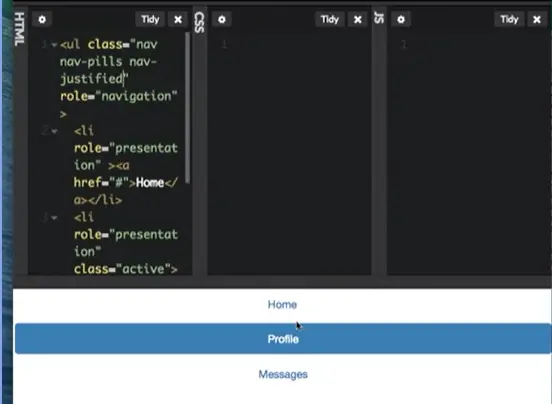 HTML
Tidy
CSS
Tidy
JS
Tidy
1 <ul class="nav
nav-pills nav-
justified"
role="navigation"
>
2 <li
role="presentat
ion" ><a
href="#">Home</
a></li>
3 <li
role="presentat
ion"
class="active">
1
1
Home
Profile
Messages